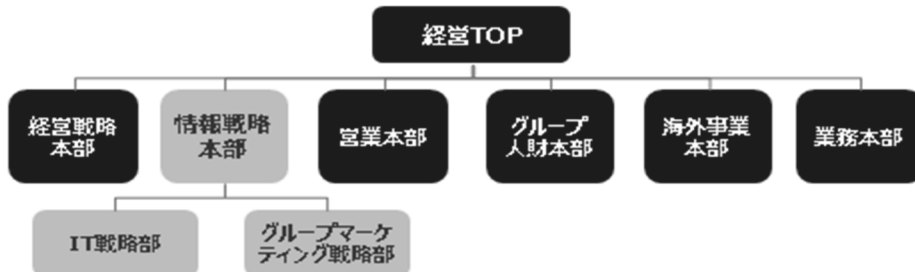 経営TOP
経営戦略
本部
情報戦略
本部
営業本部
グループ
人財本部
海外事業
本部
業務本部
IT戦略部
グループマーケ
ティング戦略部